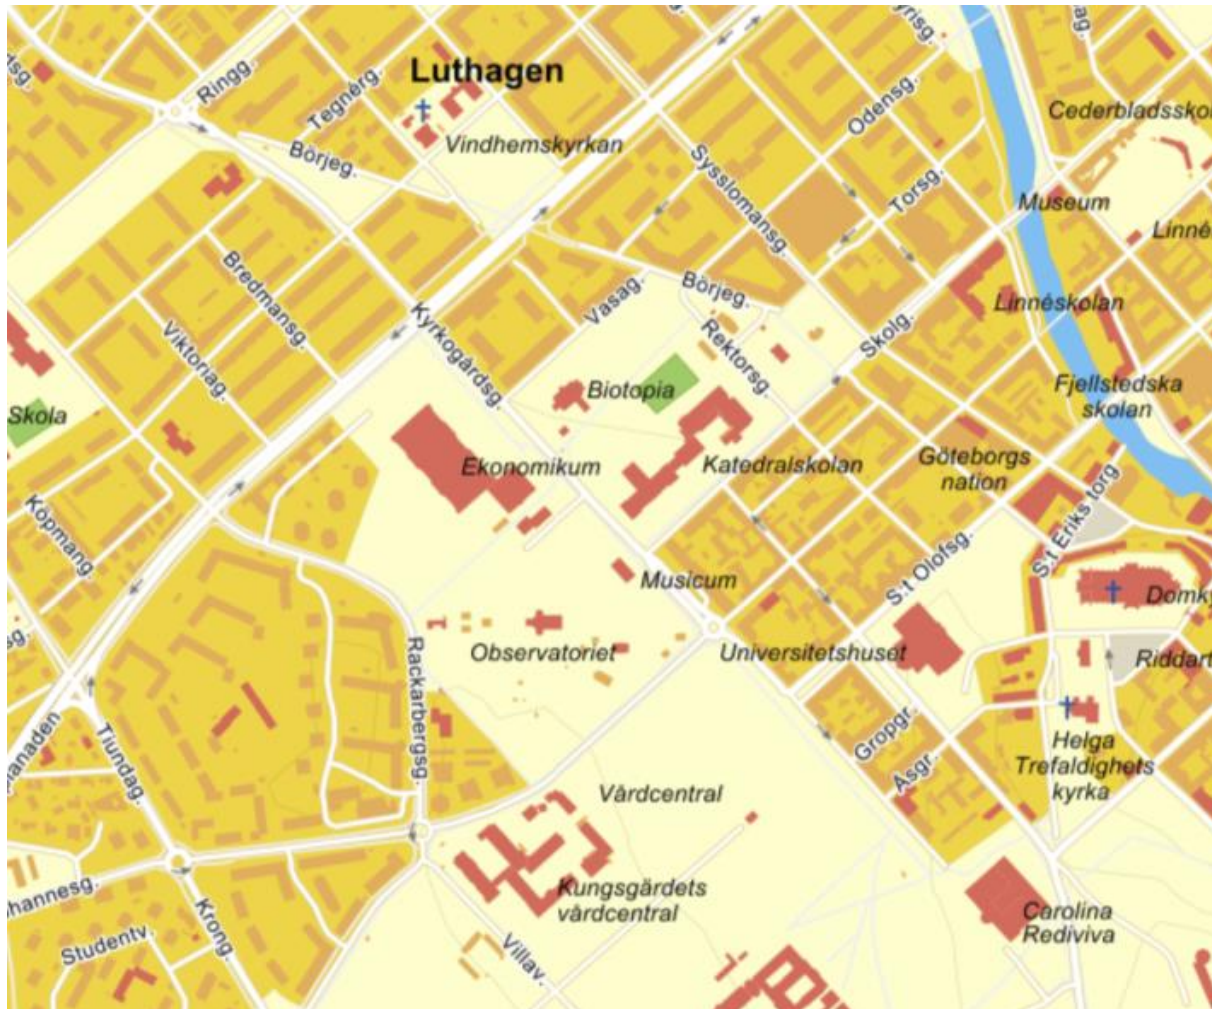 Luthagen
Ringg.
Tegnérg.
Börjeg.
Vindhemskyrkan
Odensg.
Cederbladsskol
Sysslomansg.
Torsg.
Museum
Linné
Bredmansg.
Vasag.
Börjeg.
Linnéskolan
Viktoriag.
Kyrkogårdsg.
Rektorsg.
Skolg.
Skola
Biotopia
Fjellstedska
skolan
Ekonomikum
Katedralskolan
Göteborgs
nation
Köpmang.
S:t Eriks torg
S:t Olofsg.
Musicum
Domky
Observatoriet
Universitetshuset
Riddart
Rackarbergsg.
Tiundag.
Gropgr.
Åsgr.
Helga
Trefaldighets
kyrka
Vårdcentral
Kungsgärdets
vårdcentral
Carolina
Rediviva
Krong.
Studentv.
Villav.